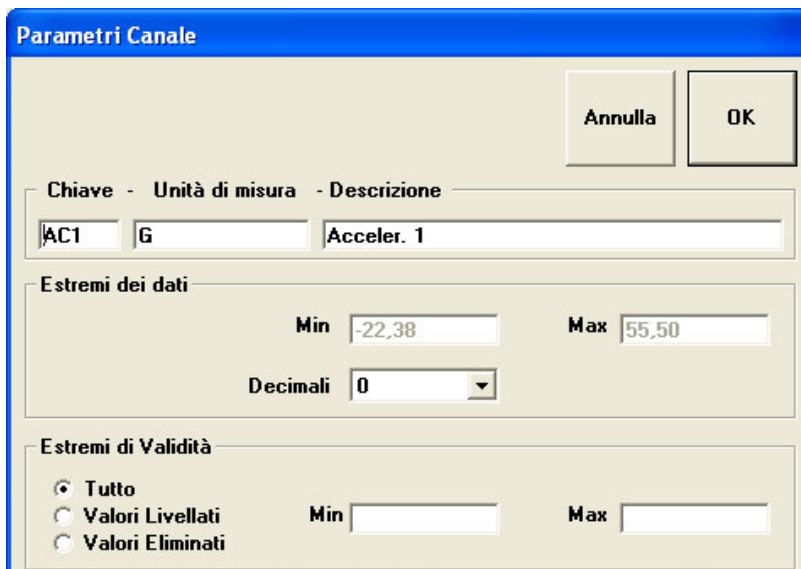 Parametri Canale
Annulla OK
Chiave - Unità di misura - Descrizione
AC1 G Acceler. 1
Estremi dei dati
Min -22,38 Max 55,50
Decimali 0
Estremi di Validità
Tutto
Valori Livellati Min Max
Valori Eliminati